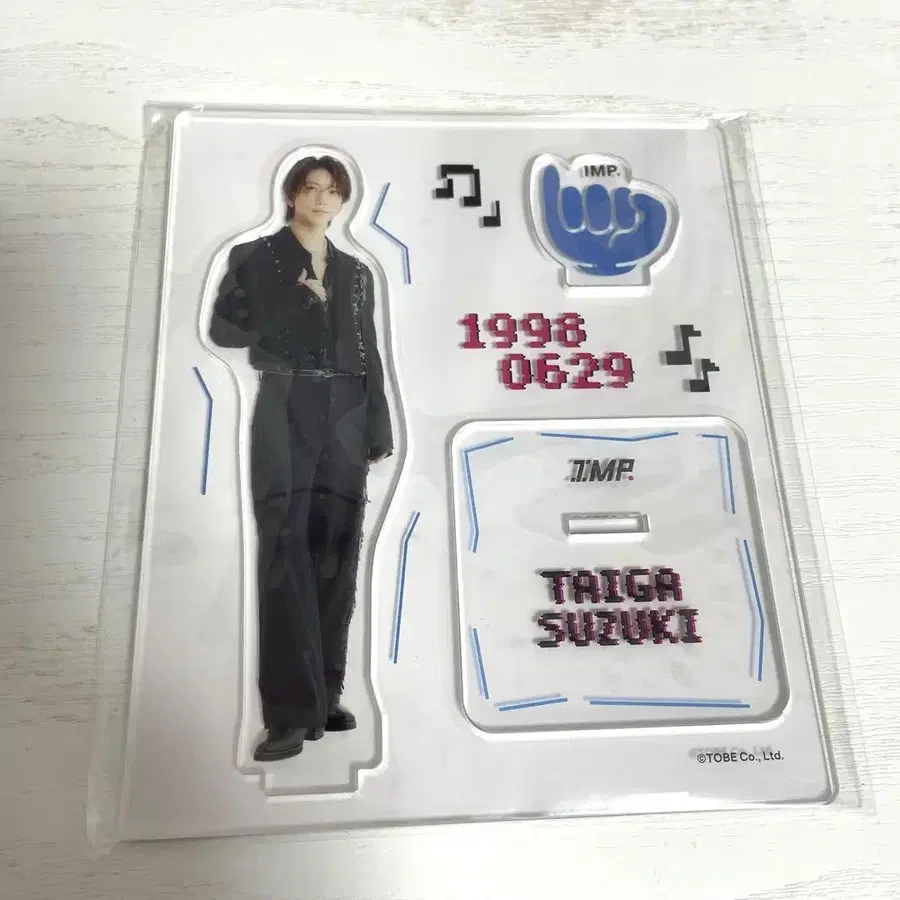 IMP.
1998
0629
IMP.
TAIGA
SUZUKI
©TOBE Co., Ltd.